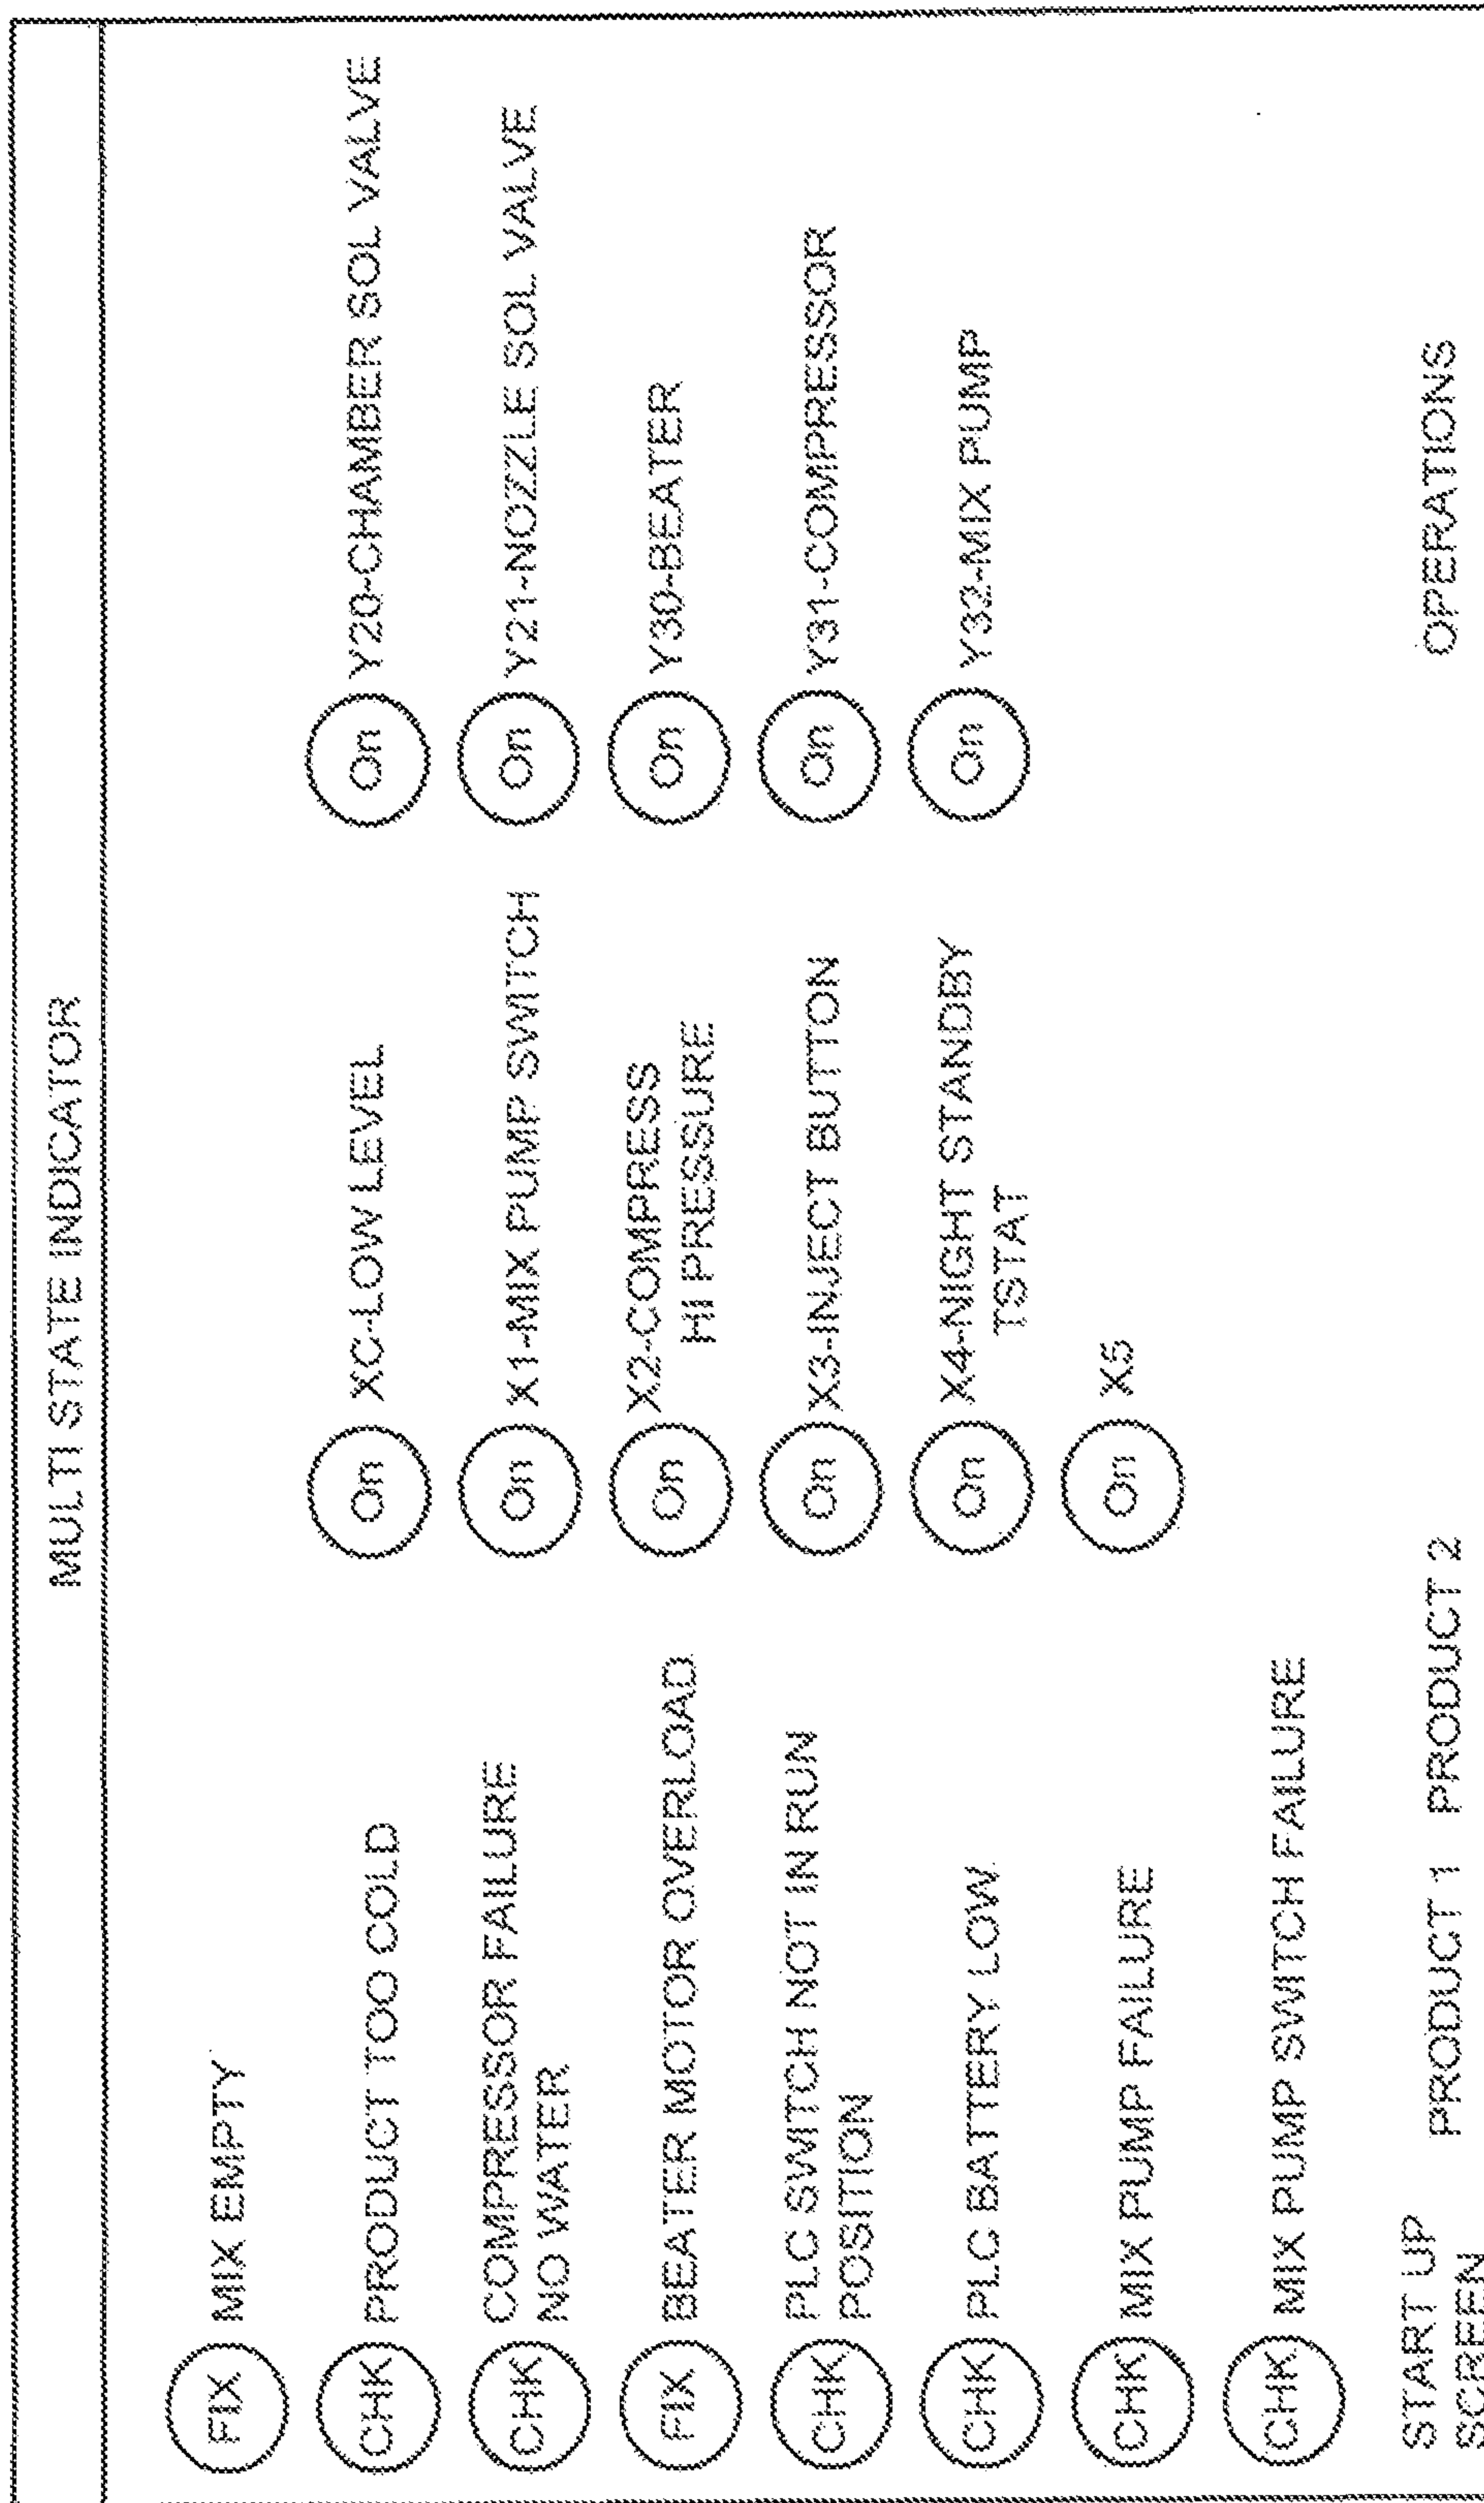 MULTI STATE INDICATOR
FIX MIX EMPTY
CHK PRODUCT TOO COLD
CHK COMPRESSOR FAILURE
NO WATER
FIX BEATER MOTOR OVERLOAD
CHK PLC SWITCH NOT IN RUN
POSITION
CHK PLC BATTERY LOW
CHK MIX PUMP FAILURE
CHK MIX PUMP SWITCH FAILURE
On XC-LOW LEVEL
On X1-MIX PUMP SWITCH
On X2-COMPRESS
HI PRESSURE
On X3-INJECT BUTTON
On X4-NIGHT STANDBY
TSTAT
On X5
On Y20-CHAMBER SOL VALVE
On Y21-NOZZLE SOL VALVE
On Y30-BEATER
On Y31-COMPRESSOR
On Y32-MIX PUMP
START UP
SCREEN
PRODUCT 1
PRODUCT 2
OPERATIONS